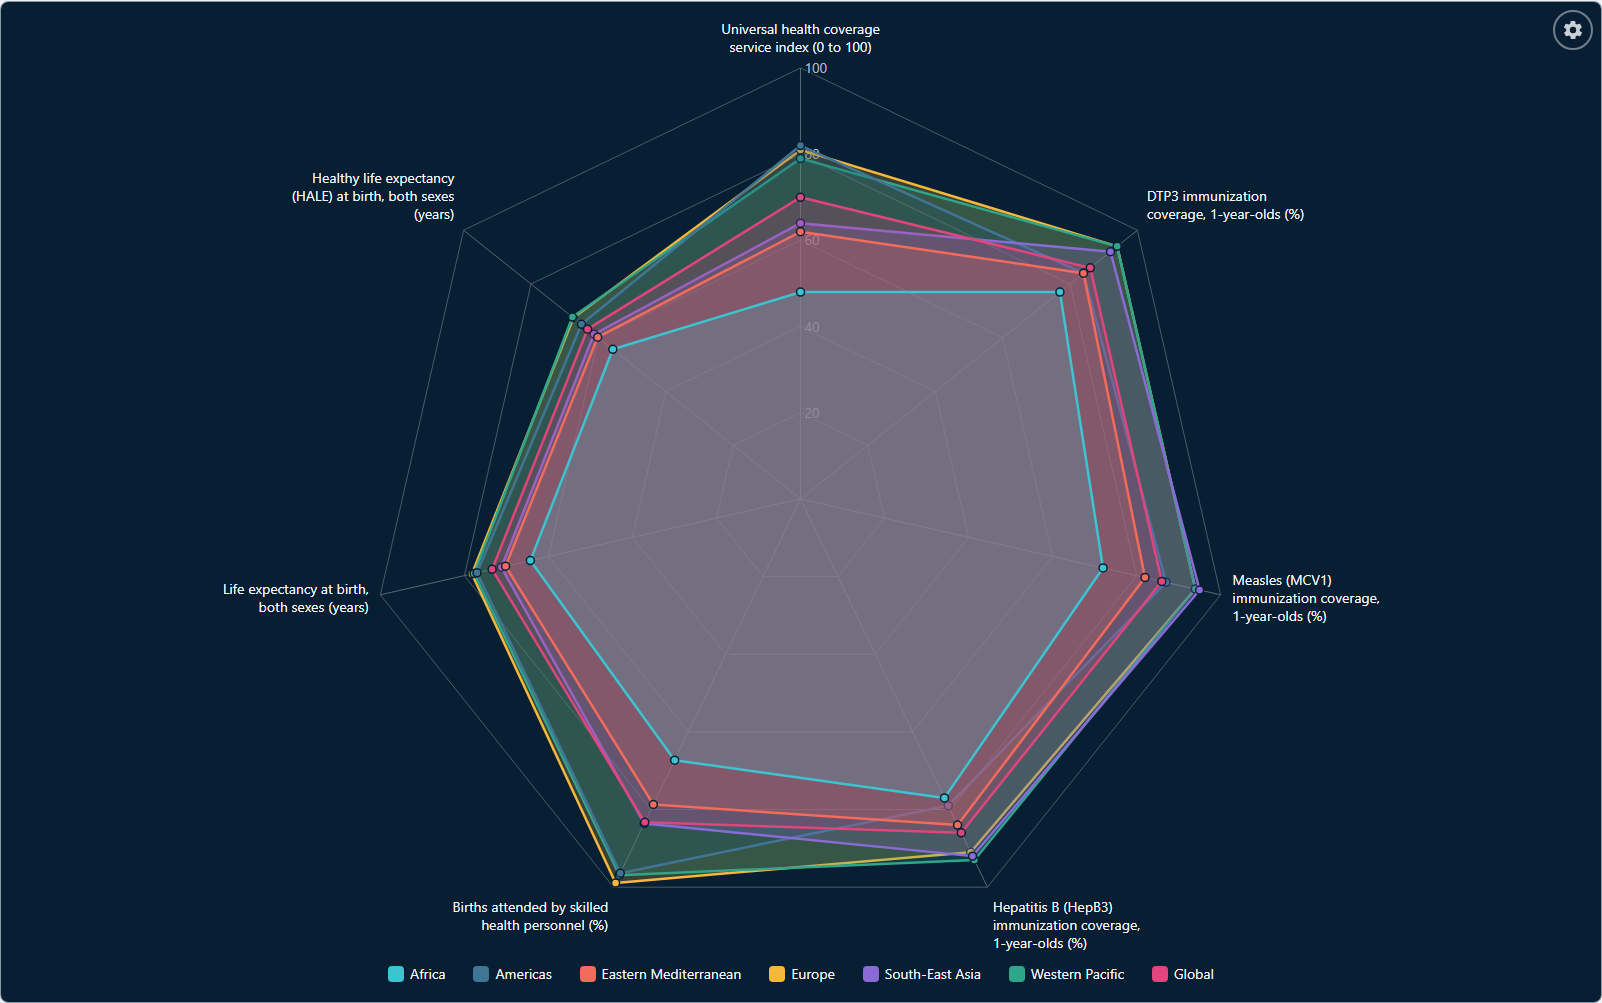 Universal health coverage
service index (0 to 100)
100
80
60
40
20
DTP3 immunization
coverage, 1-year-olds (%)
Measles (MCV1)
immunization coverage,
1-year-olds (%)
Hepatitis B (HepB3)
immunization coverage,
1-year-olds (%)
Births attended by skilled
health personnel (%)
Life expectancy at birth,
both sexes (years)
Healthy life expectancy
(HALE) at birth, both sexes
(years)
Africa Americas Eastern Mediterranean Europe South-East Asia Western Pacific Global